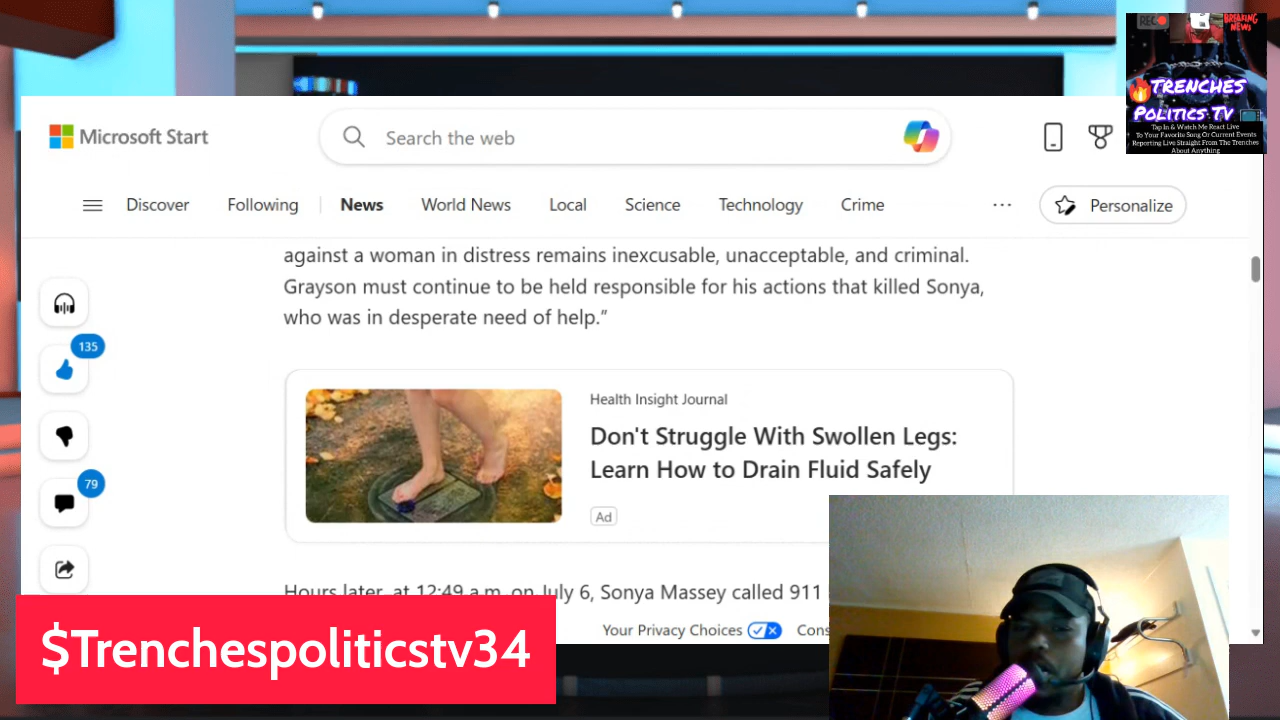 REC
BREAKING
NEWS
TRENCHES
Politics Tv
Tap In & Watch Me React Live
To Your Favorite Song Or Current Events
Reporting Live Straight From The Trenches
About Anything
Microsoft Start
Search the web
Discover
Following
News
World News
Local
Science
Technology
Crime
...
Personalize
against a woman in distress remains inexcusable, unacceptable, and criminal.
Grayson must continue to be held responsible for his actions that killed Sonya,
who was in desperate need of help.”
135
79
Health Insight Journal
Don't Struggle With Swollen Legs:
Learn How to Drain Fluid Safely
Ad
Hours later, at 12:49 a.m. on July 6, Sonya Massey called 911
Your Privacy Choices
Cons
$Trenchespoliticstv34